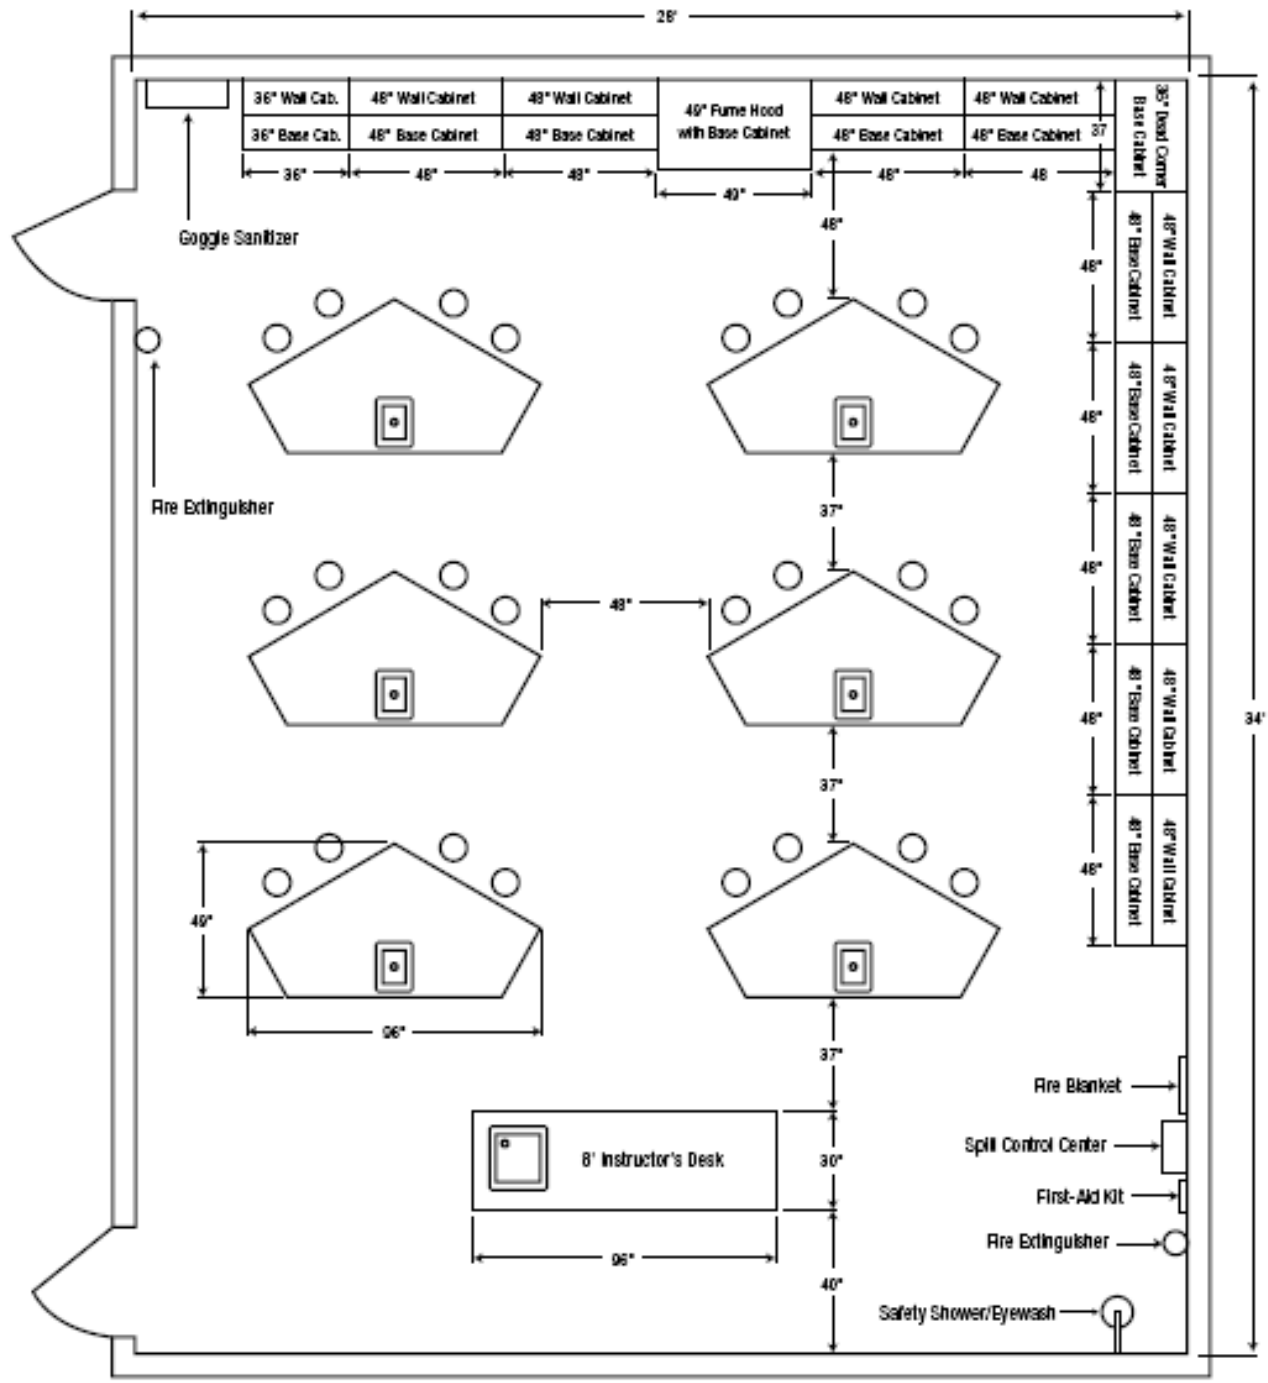 28'
36" Wall Cab.
48" Wall Cabinet
48" Wall Cabinet
49" Fume Hood
with Base Cabinet
48" Wall Cabinet
48" Wall Cabinet
36" Base Cab.
48" Base Cabinet
48" Base Cabinet
48" Base Cabinet
48" Base Cabinet
37
36" Dead Corner
Base Cabinet
36"
48"
48"
49"
48"
48
Goggle Sanitizer
48"
48"
48" Base Cabinet
48" Wall Cabinet
48"
48" Base Cabinet
48" Wall Cabinet
Fire Extinguisher
37"
48"
48" Base Cabinet
48" Wall Cabinet
48"
48"
48" Base Cabinet
48" Wall Cabinet
34'
37"
48"
48" Base Cabinet
48" Wall Cabinet
49"
96"
37"
Fire Blanket
8' Instructor's Desk
30"
Spill Control Center
First-Aid Kit
Fire Extinguisher
96"
40"
Safety Shower/Eyewash